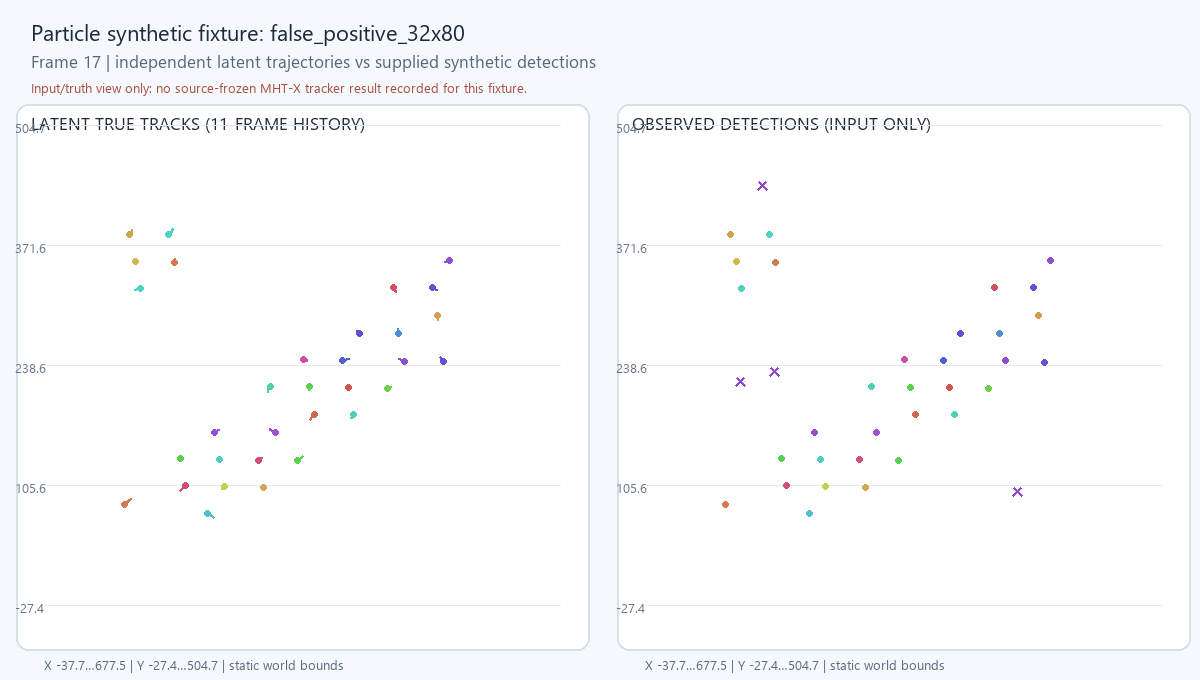 Particle synthetic fixture: false_positive_32x80
Frame 17 | independent latent trajectories vs supplied synthetic detections
Input/truth view only: no source-frozen MHT-X tracker result recorded for this fixture.
LATENT TRUE TRACKS (11-FRAME HISTORY)
504.7
371.6
238.6
105.6
-27.4
X -37.7...677.5 | Y -27.4...504.7 | static world bounds
OBSERVED DETECTIONS (INPUT ONLY)
504.7
371.6
238.6
105.6
-27.4
X -37.7...677.5 | Y -27.4...504.7 | static world bounds